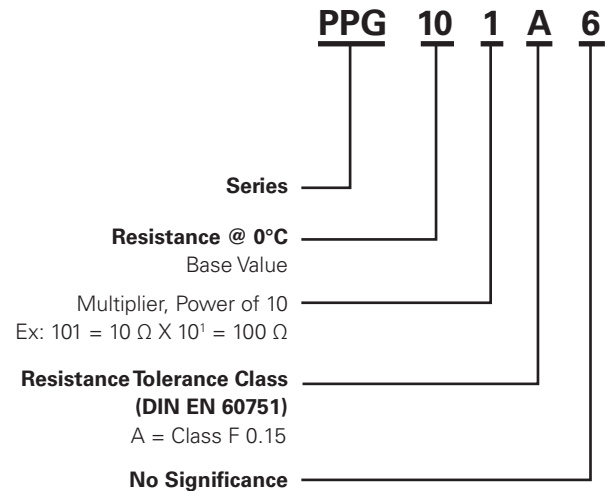 PPG 10 1 A 6
Series
Resistance @ 0°C
Base Value
Multiplier, Power of 10
Ex: 101 = 10 Ω X 10¹ = 100 Ω
Resistance Tolerance Class
(DIN EN 60751)
A = Class F 0.15
No Significance